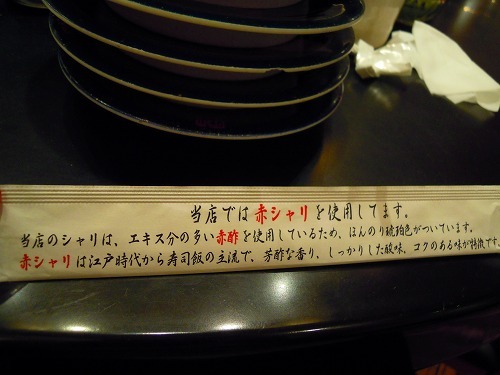 当店では赤シャリを使用してます。
当店のシャリは、エキス分の多い赤酢を使用しているため、ほんのり琥珀色がついています。
赤シャリは江戸時代から寿司飯の主流で、芳醇な香り、しっかりした酸味、コクのある味が特徴です